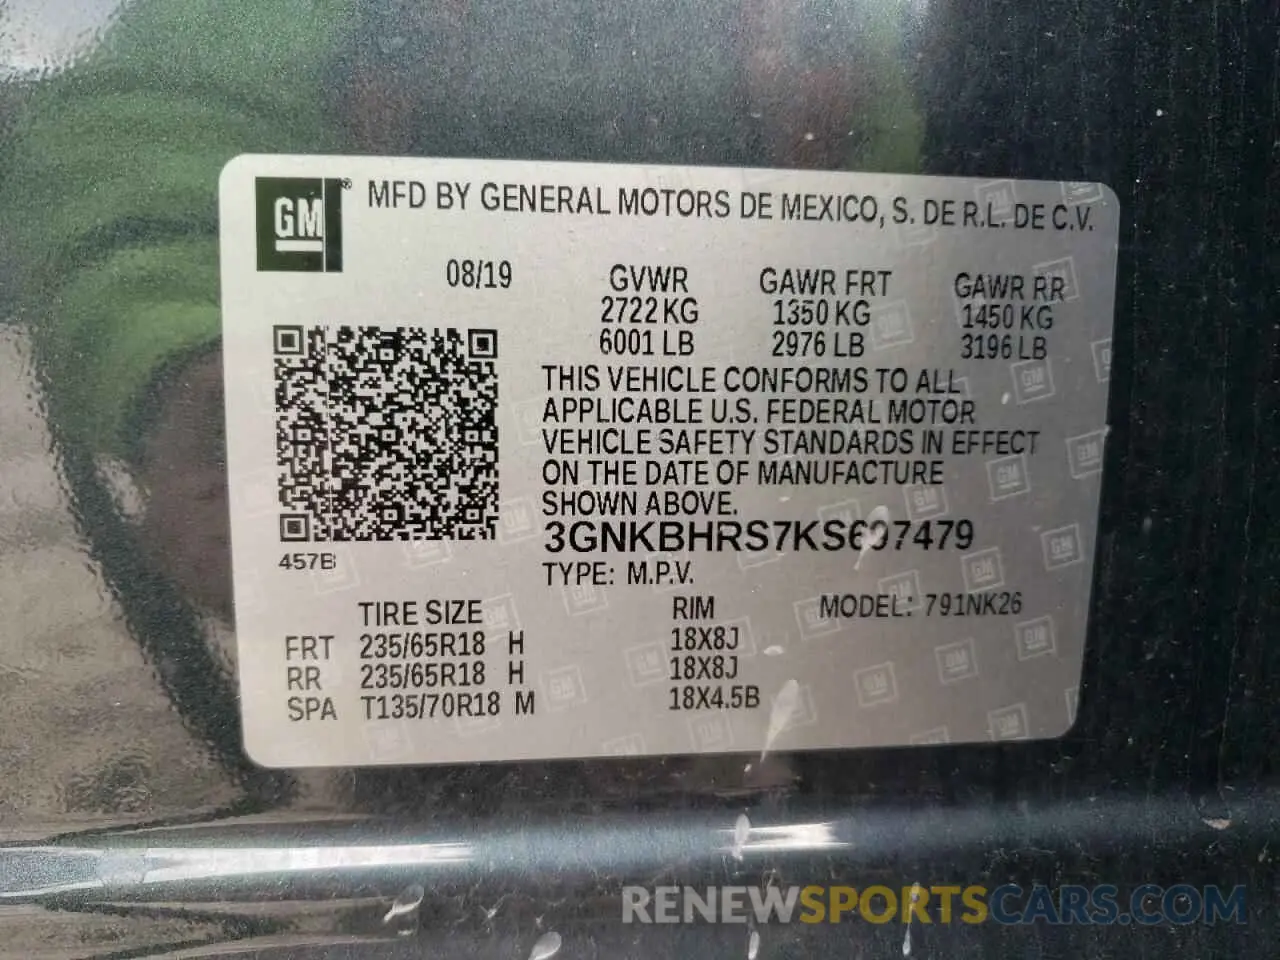 GM ®
MFD BY GENERAL MOTORS DE MEXICO, S. DE R.L. DE C.V.
08/19 GVWR GAWR FRT GAWR RR
2722 KG 1350 KG 1450 KG
6001 LB 2976 LB 3196 LB
THIS VEHICLE CONFORMS TO ALL
APPLICABLE U.S. FEDERAL MOTOR
VEHICLE SAFETY STANDARDS IN EFFECT
ON THE DATE OF MANUFACTURE
SHOWN ABOVE.
3GNKBHRS7KS697479
457B
TYPE: M.P.V.
TIRE SIZE RIM MODEL: 791NK26
FRT 235/65R18 H 18X8J
RR 235/65R18 H 18X8J
SPA T135/70R18 M 18X4.5B
RENEWSPORTSCARS.COM